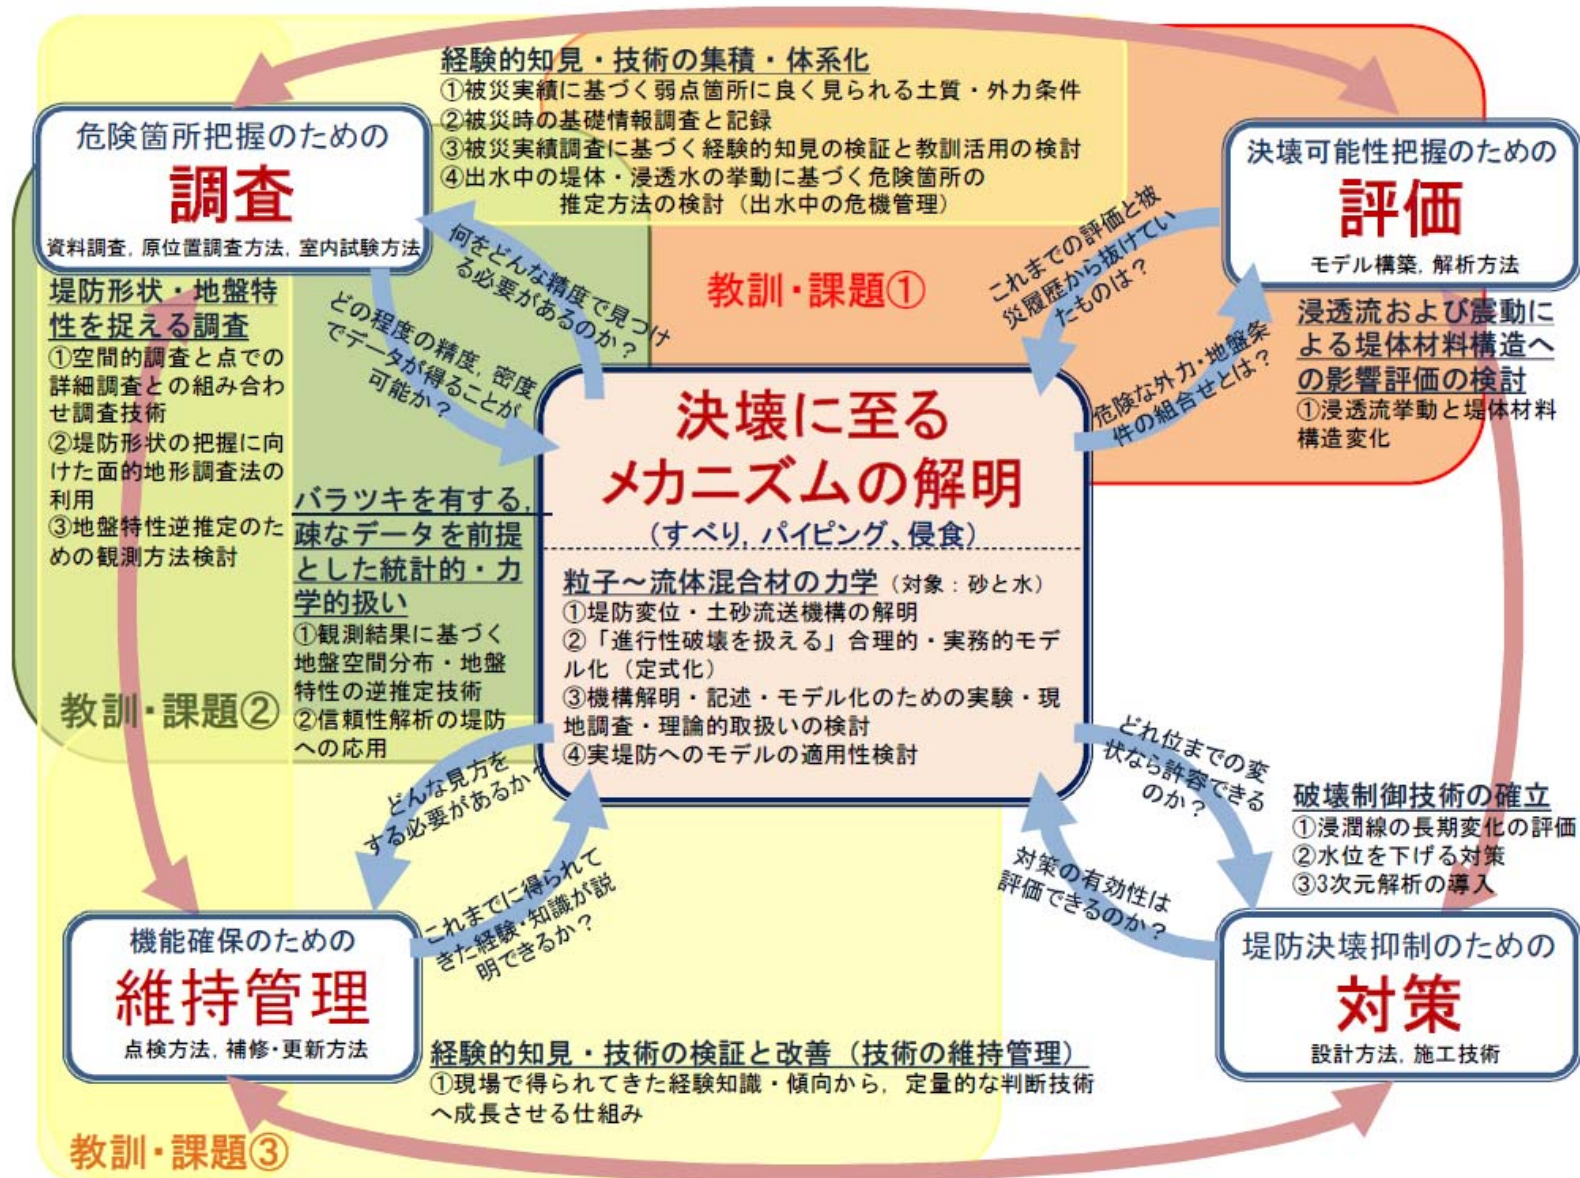 経験的知見・技術の集積・体系化
①被災実績に基づく弱点箇所に良く見られる土質・外力条件
②被災時の基礎情報調査と記録
③被災実績調査に基づく経験的知見の検証と教訓活用の検討
④出水中の堤体・浸透水の挙動に基づく危険箇所の
推定方法の検討（出水中の危機管理）
危険箇所把握のための
調査
資料調査, 原位置調査方法, 室内試験方法
決壊可能性把握のための
評価
モデル構築, 解析方法
教訓・課題①
何をどんな精度で見つけ
る必要があるのか？
どの程度の精度, 密度
でデータが得ることが
可能か？
これまでの評価と被
災履歴から抜けてい
たものは？
危険な外力・地盤条
件の組合せとは？
堤防形状・地盤特
性を捉える調査
①空間的調査と点での
詳細調査との組み合わ
せ調査技術
②堤防形状の把握に向
けた面的地形調査法の
利用
③地盤特性逆推定のた
めの観測方法検討
浸透流および震動に
よる堤体材料構造へ
の影響評価の検討
①浸透流挙動と堤体材料
構造変化
バラツキを有する,
疎なデータを前提
とした統計的・力
学的扱い
①観測結果に基づく
地盤空間分布・地盤
特性の逆推定技術
②信頼性解析の堤防
への応用
教訓・課題②
決壊に至る
メカニズムの解明
（すべり, パイピング、侵食）
粒子～流体混合材の力学（対象：砂と水）
①堤防変位・土砂流送機構の解明
②「進行性破壊を扱える」合理的・実務的モデ
ル化（定式化）
③機構解明・記述・モデル化のための実験・現
地調査・理論的取扱いの検討
④実堤防へのモデルの適用性検討
どんな見方を
する必要があるか？
これまでに得られて
きた経験・知識が説
明できるか？
どれ位までの変
状なら許容できる
のか？
対策の有効性は
評価できるのか？
破壊制御技術の確立
①浸潤線の長期変化の評価
②水位を下げる対策
③3次元解析の導入
機能確保のための
維持管理
点検方法, 補修・更新方法
堤防決壊抑制のための
対策
設計方法, 施工技術
経験的知見・技術の検証と改善（技術の維持管理）
①現場で得られてきた経験知識・傾向から, 定量的な判断技術
へ成長させる仕組み
教訓・課題③